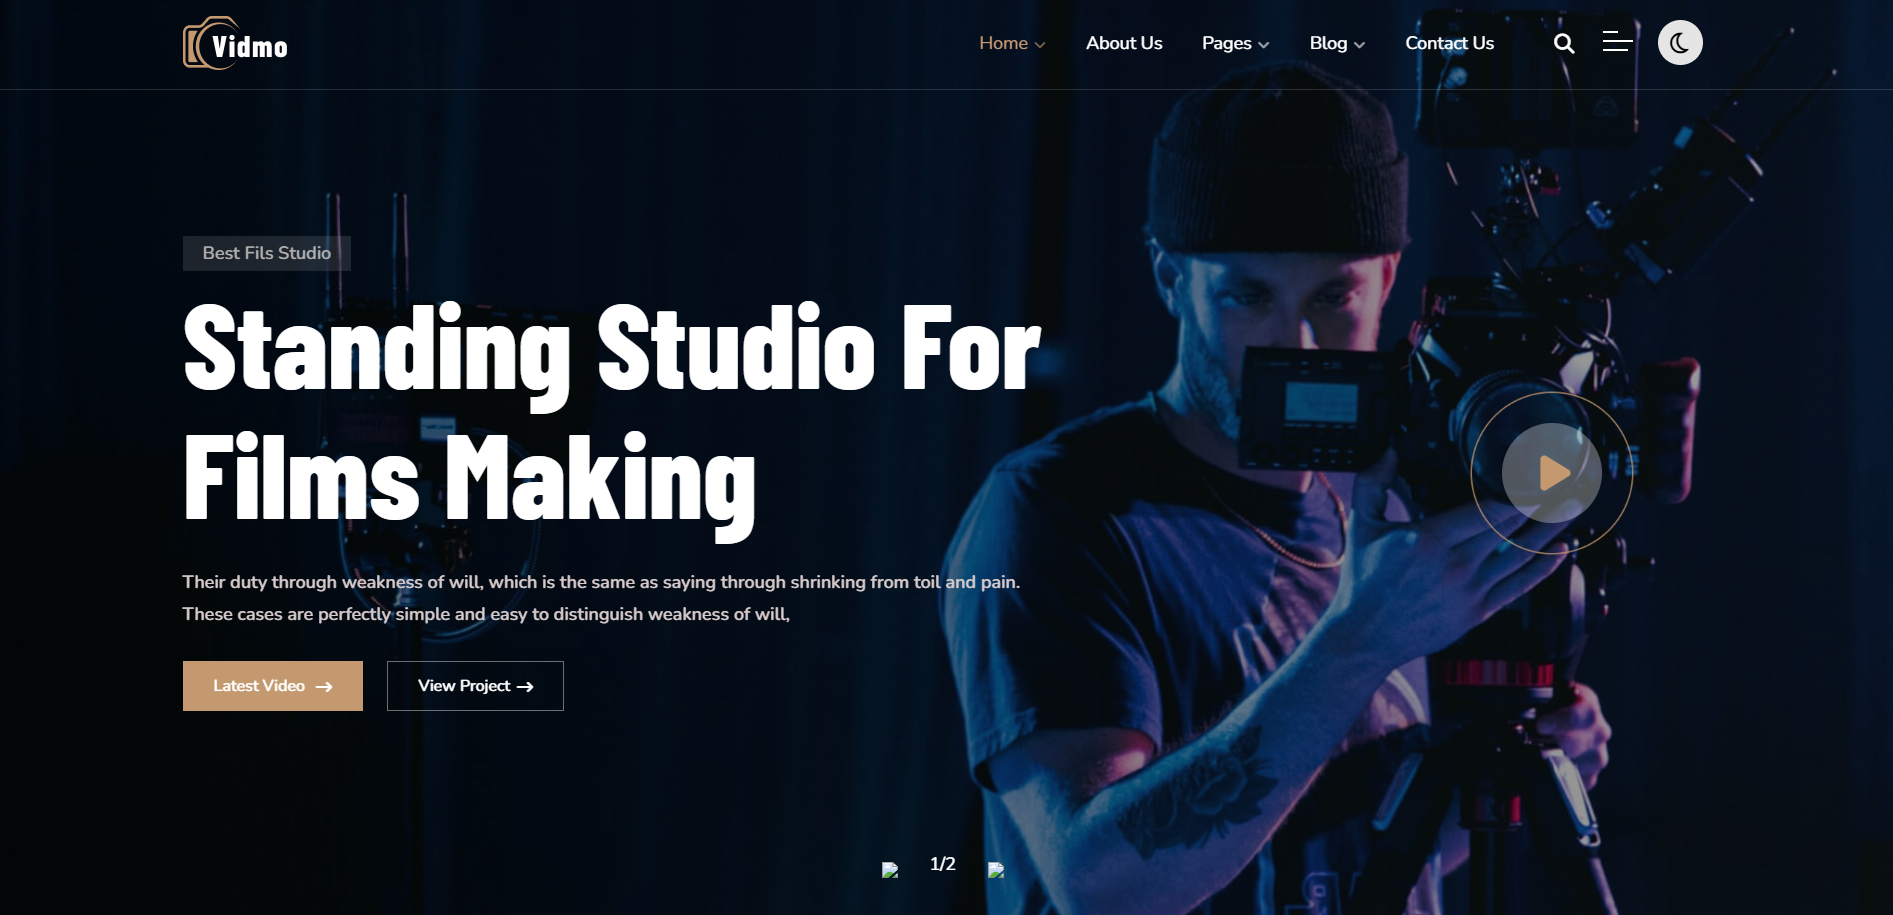 Vidmo
Home
About Us
Pages
Blog
Contact Us
Best Fils Studio
Standing Studio For
Films Making
Their duty through weakness of will, which is the same as saying through shrinking from toil and pain.
These cases are perfectly simple and easy to distinguish weakness of will,
Latest Video
View Project
1/2